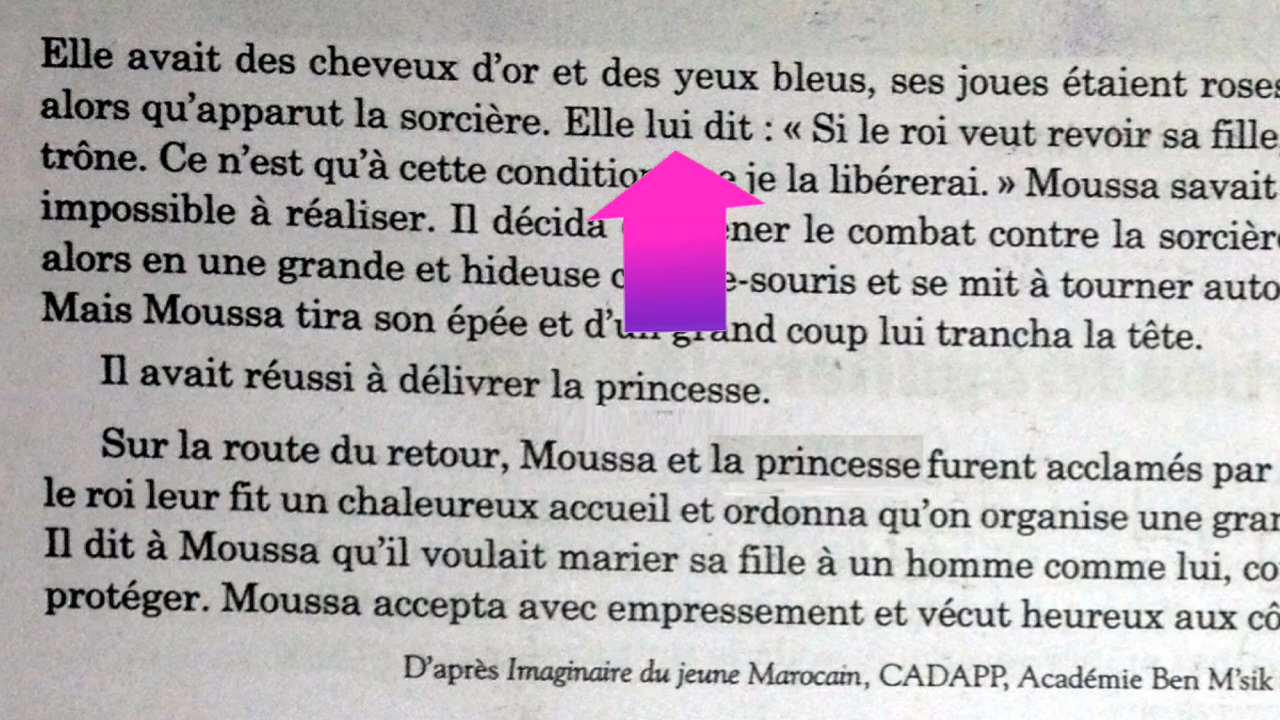 Elle avait des cheveux d'or et des yeux bleus, ses joues étaient roses
alors qu'apparut la sorcière. Elle lui dit : « Si le roi veut revoir sa fille,
trône. Ce n'est qu'à cette condition je la libérerai. » Moussa savait
impossible à réaliser. Il décida le combat contre la sorcière
alors en une grande et hideuse et se mit à tourner
Mais Moussa tira son épée et d'un grand coup lui trancha la tête.
Il avait réussi à délivrer la princesse.
Sur la route du retour, Moussa et la princesse furent acclamés par
le roi leur fit un chaleureux accueil et ordonna qu'on organise une
Il dit à Moussa qu'il voulait marier sa fille à un homme comme lui,
protéger. Moussa accepta avec empressement et vécut heureux aux
D'après Imaginaire du jeune Marocain, CADAPP, Académie Ben M'sik